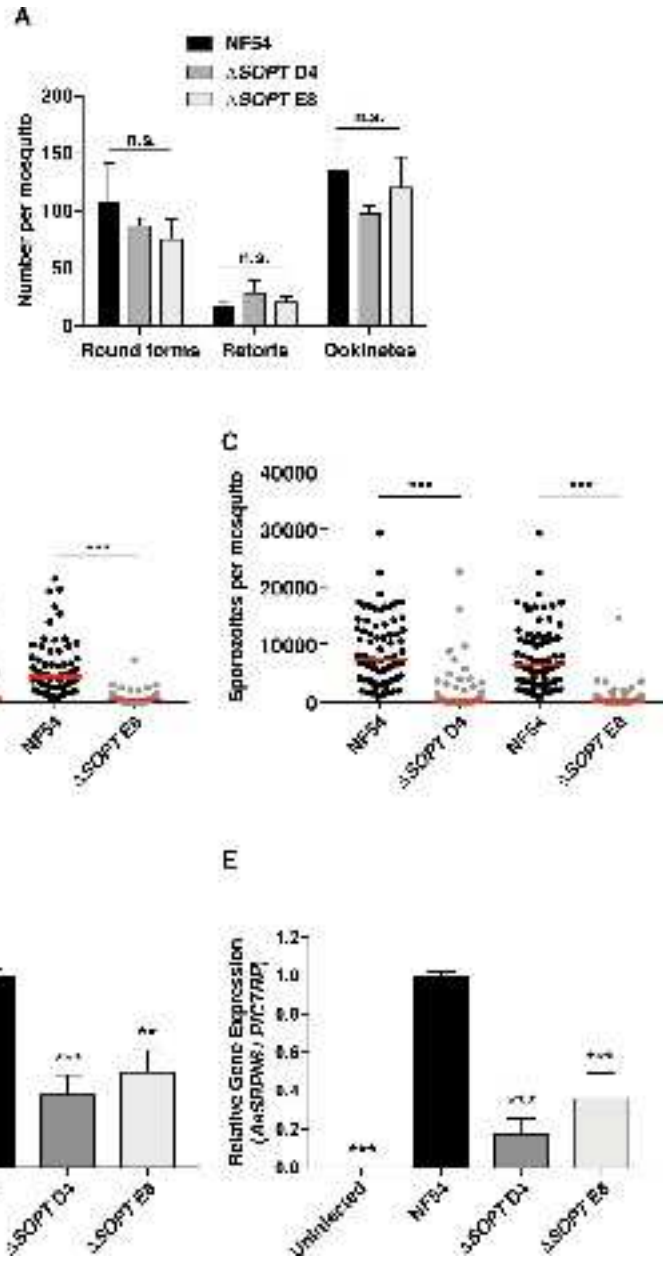 A
NF54
ΔSOPT D4
ΔSOPT E8
Number per mosquito
200
150
100
50
0
n.s.
n.s.
n.s.
Round forms
Retorts
Ookinetes
***
NF54
ΔSOPT E8
C
Sporozoites per mosquito
40000
30000
20000
10000
0
***
***
NF54
ΔSOPT D4
NF54
ΔSOPT E8
***
**
ΔSOPT D4
ΔSOPT E8
E
Relative Gene Expression
1.2
1.0
0.8
0.6
0.4
0.2
0.0
***
***
***
Uninfected
NF54
ΔSOPT D4
ΔSOPT E8